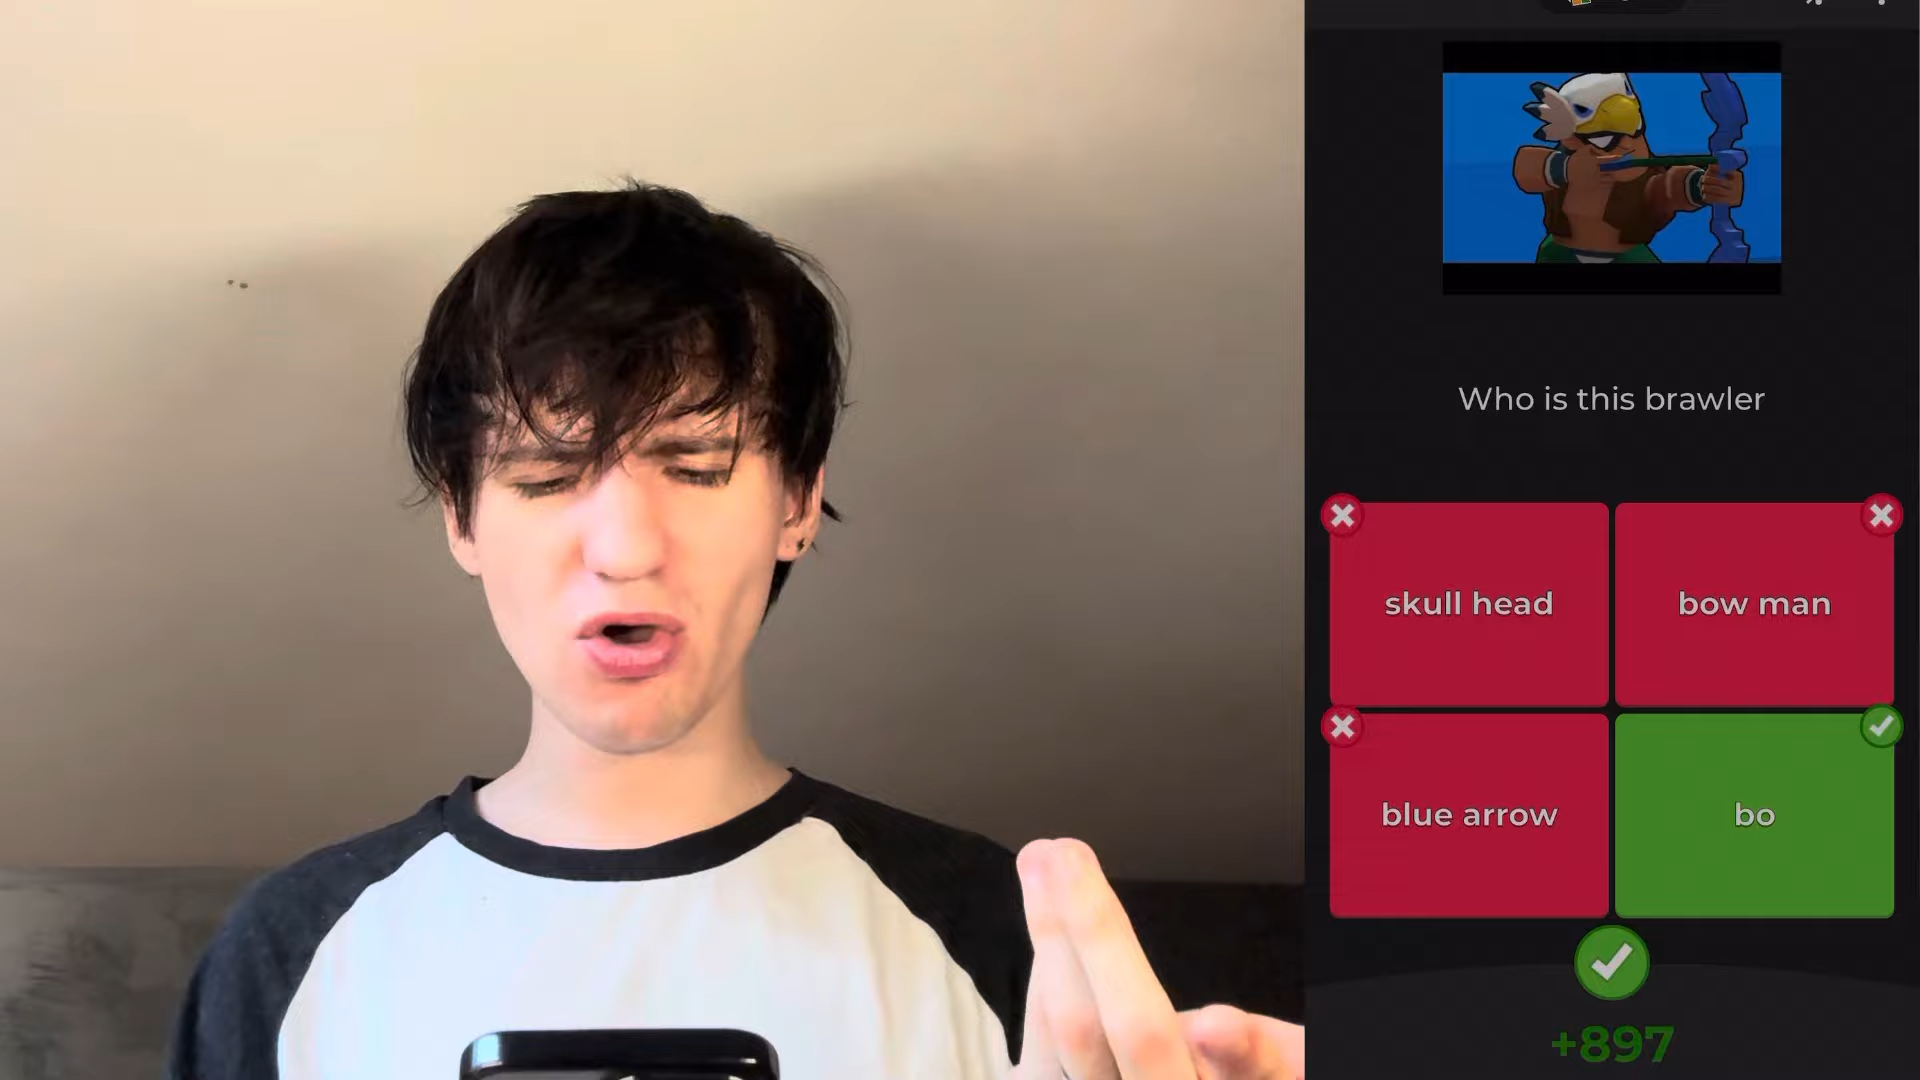 Who is this brawler
skull head
bow man
blue arrow
bo
+897